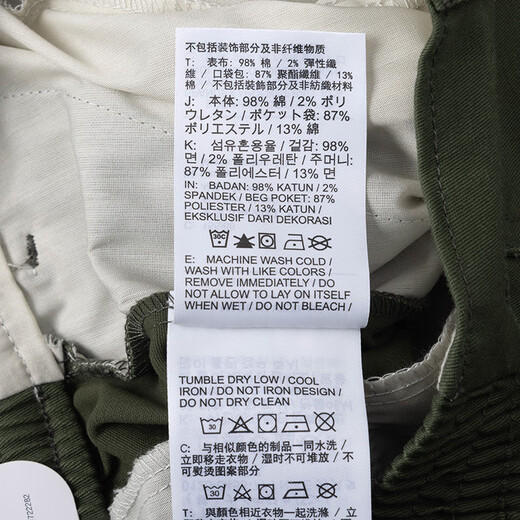 不包括装饰部分及非纤维物质
T: 表布: 98% 棉 / 2% 彈性纖
維 / 口袋包: 87% 聚酯纖維 / 13%
棉 / 不包括裝飾部分及非紡織材料
J: 本体: 98% 綿 / 2% ポリ
ウレタン / ポケット袋: 87%
ポリエステル / 13% 綿
K: 섬유혼용율 / 겉감: 98%
면 / 2% 폴리우레탄 / 주머니:
87% 폴리에스터 / 13% 면
IN: BADAN: 98% KATUN / 2%
SPANDEK / BEG POKET: 87%
POLIESTER / 13% KATUN /
EKSKLUSIF DARI DEKORASI
30C
E: MACHINE WASH COLD /
WASH WITH LIKE COLORS /
REMOVE IMMEDIATELY / DO
NOT ALLOW TO LAY ON ITSELF
WHEN WET / DO NOT BLEACH /
TUMBLE DRY LOW / COOL
IRON / DO NOT IRON DESIGN /
DO NOT DRY CLEAN
30
C: 与相似颜色的制品一同水洗 /
立即移走衣物 / 湿时不可堆放 / 不
可熨烫图案部分
30
T: 與顏色相近衣物一起洗滌 / 立
722282